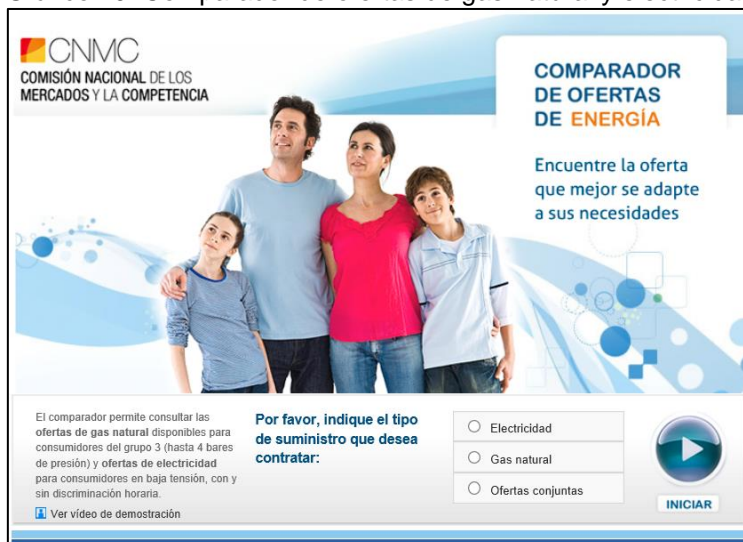 CNMC
COMISIÓN NACIONAL DE LOS
MERCADOS Y LA COMPETENCIA
COMPARADOR
DE OFERTAS
DE ENERGÍA
Encuentre la oferta
que mejor se adapte
a sus necesidades
El comparador permite consultar las
ofertas de gas natural disponibles para
consumidores del grupo 3 (hasta 4 bares
de presión) y ofertas de electricidad
para consumidores en baja tensión, con y
sin discriminación horaria.
Ver vídeo de demostración
Por favor, indique el tipo
de suministro que desea
contratar:
Electricidad
Gas natural
Ofertas conjuntas
INICIAR